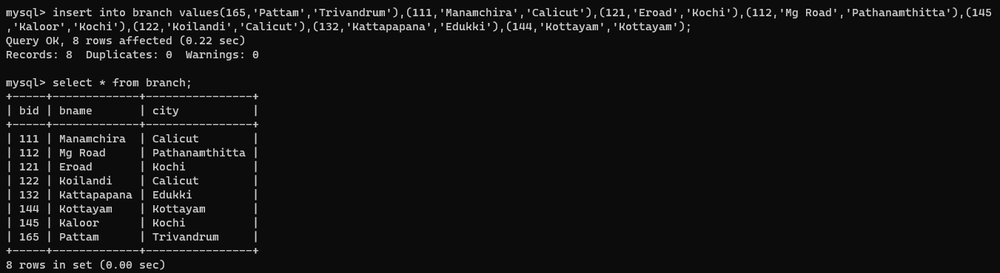 mysql> insert into branch values(165,'Pattam','Trivandrum'),(111,'Manamchira','Calicut'),(121,'Eroad','Kochi'),(112,'Mg Road','Pathanamthitta'),(145
,'Kaloor','Kochi'),(122,'Koilandi','Calicut'),(132,'Kattapapana','Edukki'),(144,'Kottayam','Kottayam');
Query OK, 8 rows affected (0.22 sec)
Records: 8  Duplicates: 0  Warnings: 0
mysql> select * from branch;
+-----+-------------+----------------+
| bid | bname       | city           |
+-----+-------------+----------------+
| 111 | Manamchira  | Calicut        |
| 112 | Mg Road     | Pathanamthitta |
| 121 | Eroad       | Kochi          |
| 122 | Koilandi    | Calicut        |
| 132 | Kattapapana | Edukki         |
| 144 | Kottayam    | Kottayam       |
| 145 | Kaloor      | Kochi          |
| 165 | Pattam      | Trivandrum     |
+-----+-------------+----------------+
8 rows in set (0.00 sec)